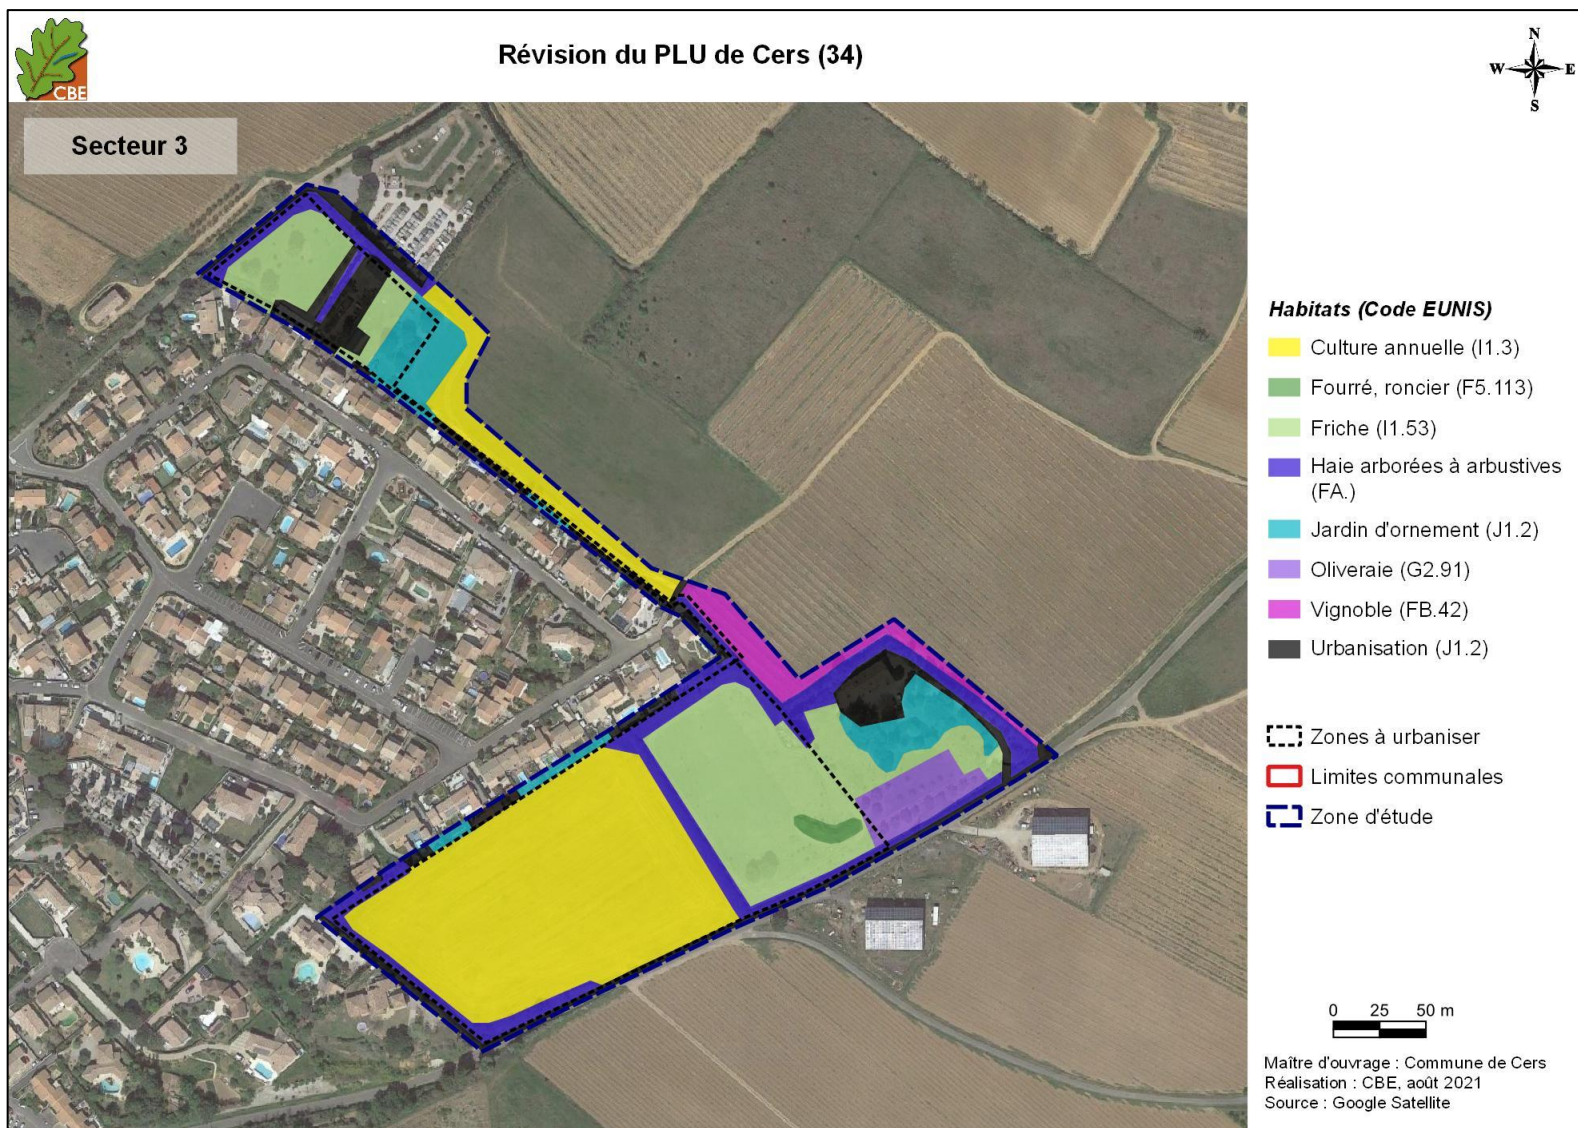 CBE
Révision du PLU de Cers (34)
N
W
E
S
Secteur 3
Habitats (Code EUNIS)
Culture annuelle (I1.3)
Fourré, roncier (F5.113)
Friche (I1.53)
Haie arborées à arbustives
(FA.)
Jardin d'ornement (J1.2)
Oliveraie (G2.91)
Vignoble (FB.42)
Urbanisation (J1.2)
Zones à urbaniser
Limites communales
Zone d'étude
0 25 50 m
Maître d'ouvrage : Commune de Cers
Réalisation : CBE, août 2021
Source : Google Satellite